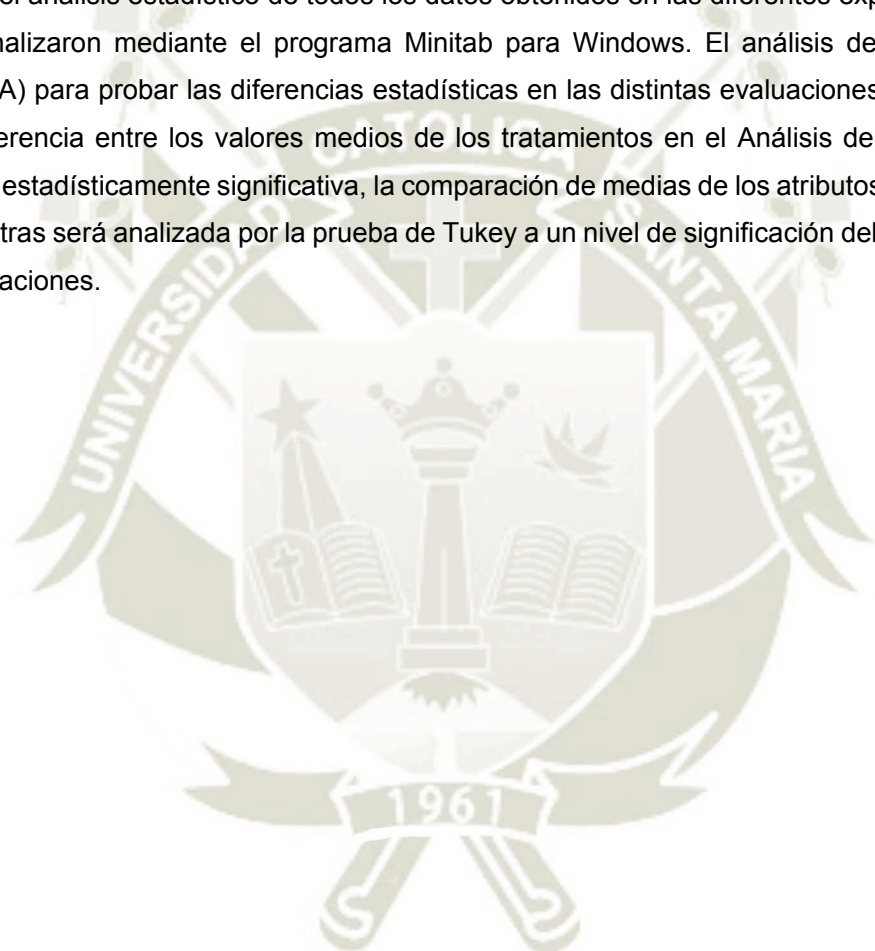 el análisis estadístico de todos los datos obtenidos en las diferentes
nalizaron mediante el programa Minitab para Windows. El análisis de
A) para probar las diferencias estadísticas en las distintas evaluaciones
erencia entre los valores medios de los tratamientos en el Análisis de
estadísticamente significativa, la comparación de medias de los atributos
tras será analizada por la prueba de Tukey a un nivel de significación del
aciones.
UNIVERSIDAD CATOLICA SANTA MARIA
1961